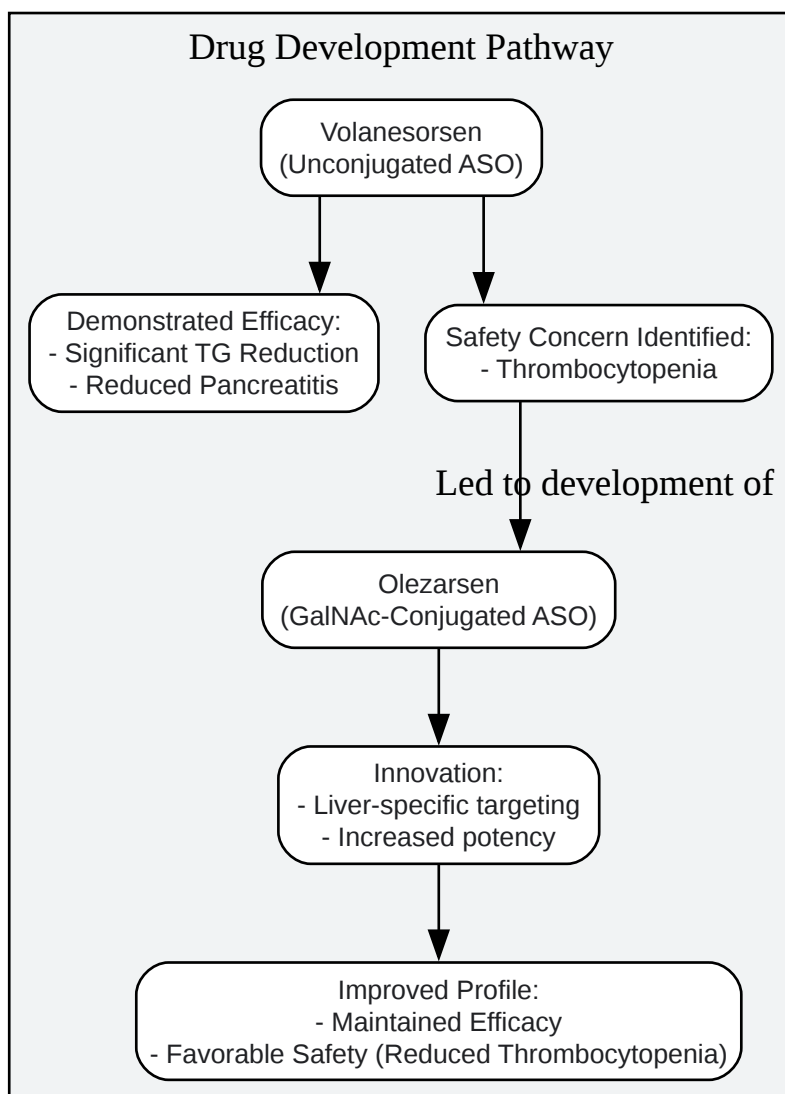 Drug Development Pathway
Volanesorsen
(Unconjugated ASO)
Demonstrated Efficacy:
- Significant TG Reduction
- Reduced Pancreatitis
Safety Concern Identified:
- Thrombocytopenia
Led to development of
Olezarsen
(GalNAc-Conjugated ASO)
Innovation:
- Liver-specific targeting
- Increased potency
Improved Profile:
- Maintained Efficacy
- Favorable Safety (Reduced Thrombocytopenia)